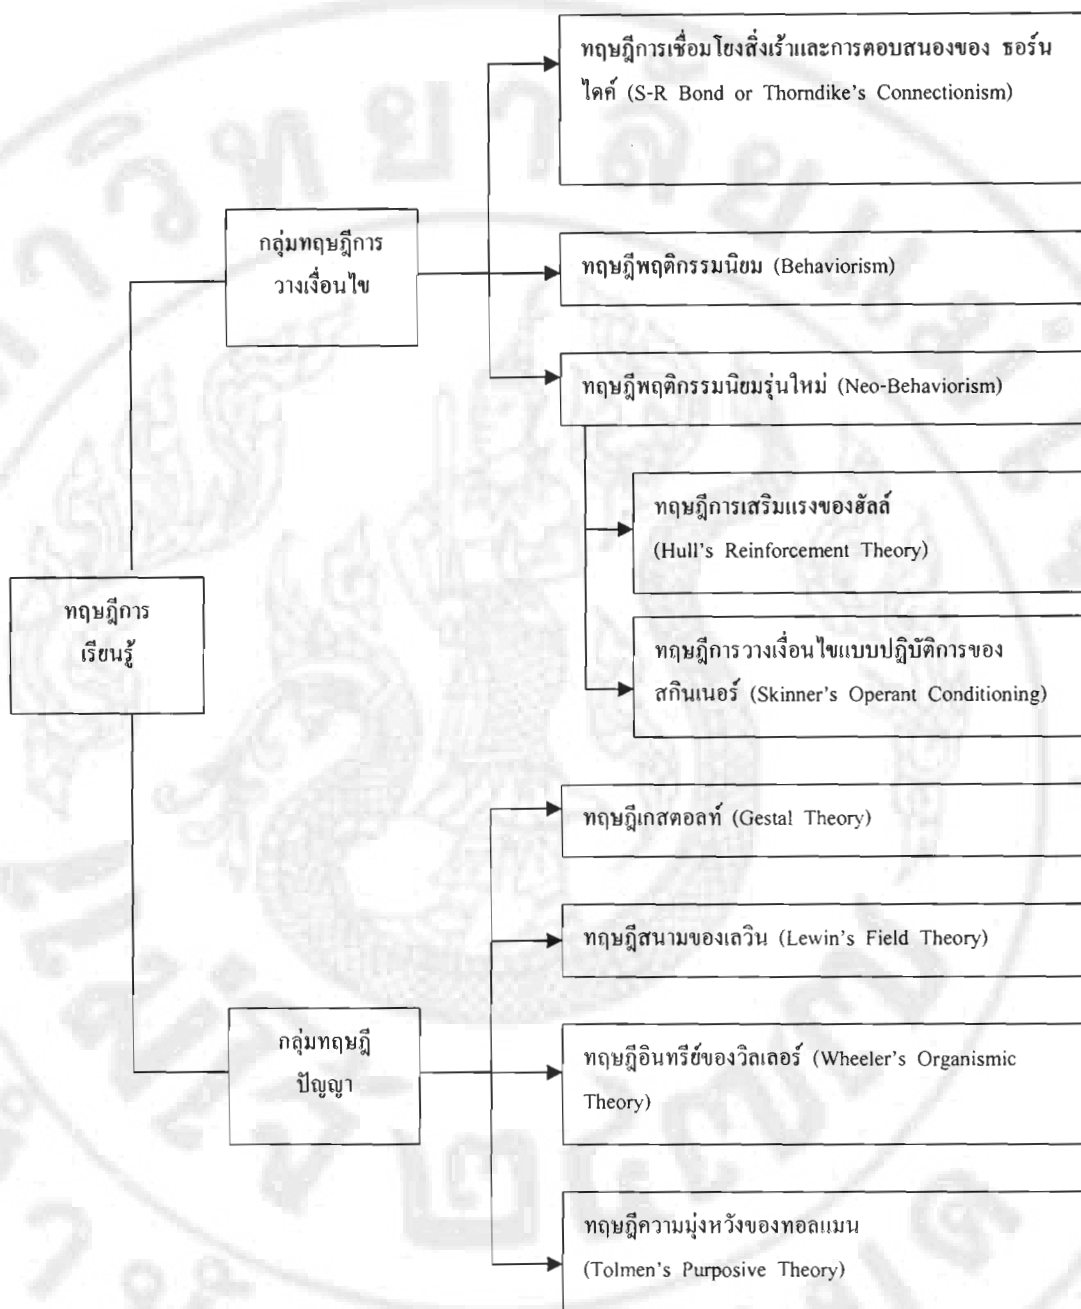 ทฤษฎีการเชื่อมโยงสิ่งเร้าและการตอบสนองของ ธอร์น
ไดค์ (S-R Bond or Thorndike's Connectionism)
กลุ่มทฤษฎีการ
วางเงื่อนไข
ทฤษฎีพฤติกรรมนิยม (Behaviorism)
ทฤษฎีพฤติกรรมนิยมรุ่นใหม่ (Neo-Behaviorism)
ทฤษฎีการเสริมแรงของฮัลล์
(Hull's Reinforcement Theory)
ทฤษฎีการ
เรียนรู้
ทฤษฎีการวางเงื่อนไขแบบปฏิบัติการของ
สกินเนอร์ (Skinner's Operant Conditioning)
ทฤษฎีเกสตอลท์ (Gestal Theory)
ทฤษฎีสนามของเลวิน (Lewin's Field Theory)
กลุ่มทฤษฎี
ปัญญา
ทฤษฎีอินทรีย์ของวิลเลอร์ (Wheeler's Organismic
Theory)
ทฤษฎีความมุ่งหวังของทอลแมน
(Tolmen's Purposive Theory)